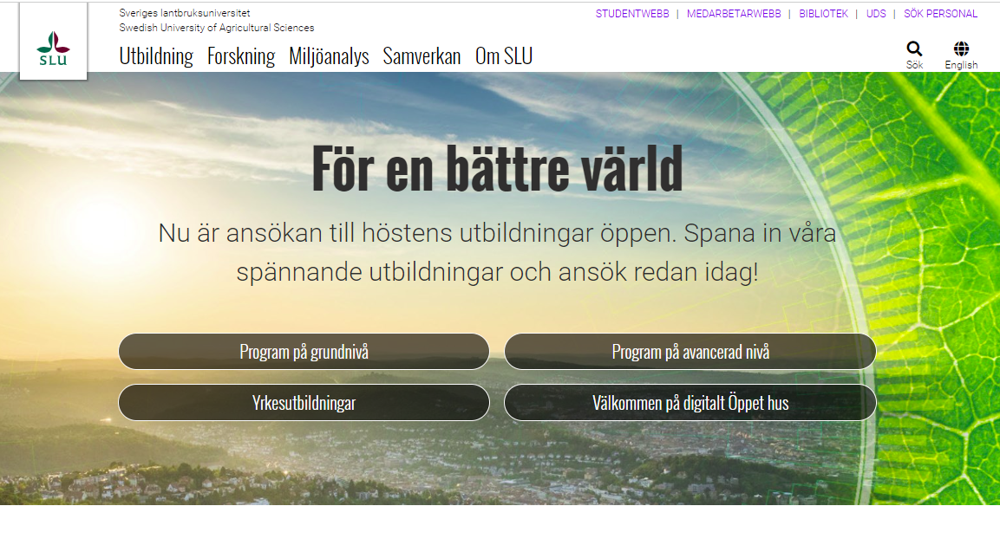 SLU
Sveriges lantbruksuniversitet
Swedish University of Agricultural Sciences
STUDENTWEBB | MEDARBETARWEBB | BIBLIOTEK | UDS | SÖK PERSONAL
Utbildning Forskning Miljöanalys Samverkan Om SLU
Sök English
För en bättre värld
Nu är ansökan till höstens utbildningar öppen. Spana in våra
spännande utbildningar och ansök redan idag!
Program på grundnivå
Program på avancerad nivå
Yrkesutbildningar
Välkommen på digitalt Öppet hus